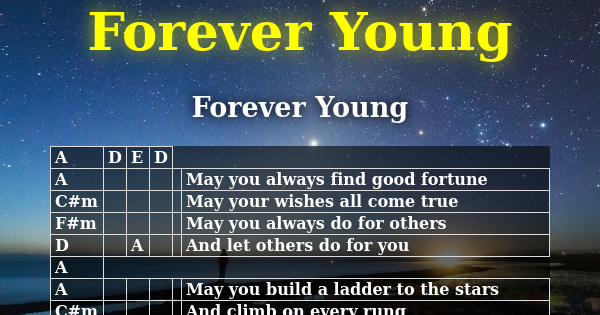 Forever Young
Forever Young
A D E D
A May you always find good fortune
C#m May your wishes all come true
F#m May you always do for others
D A And let others do for you
A
A May you build a ladder to the stars
C#m And climb on every rung